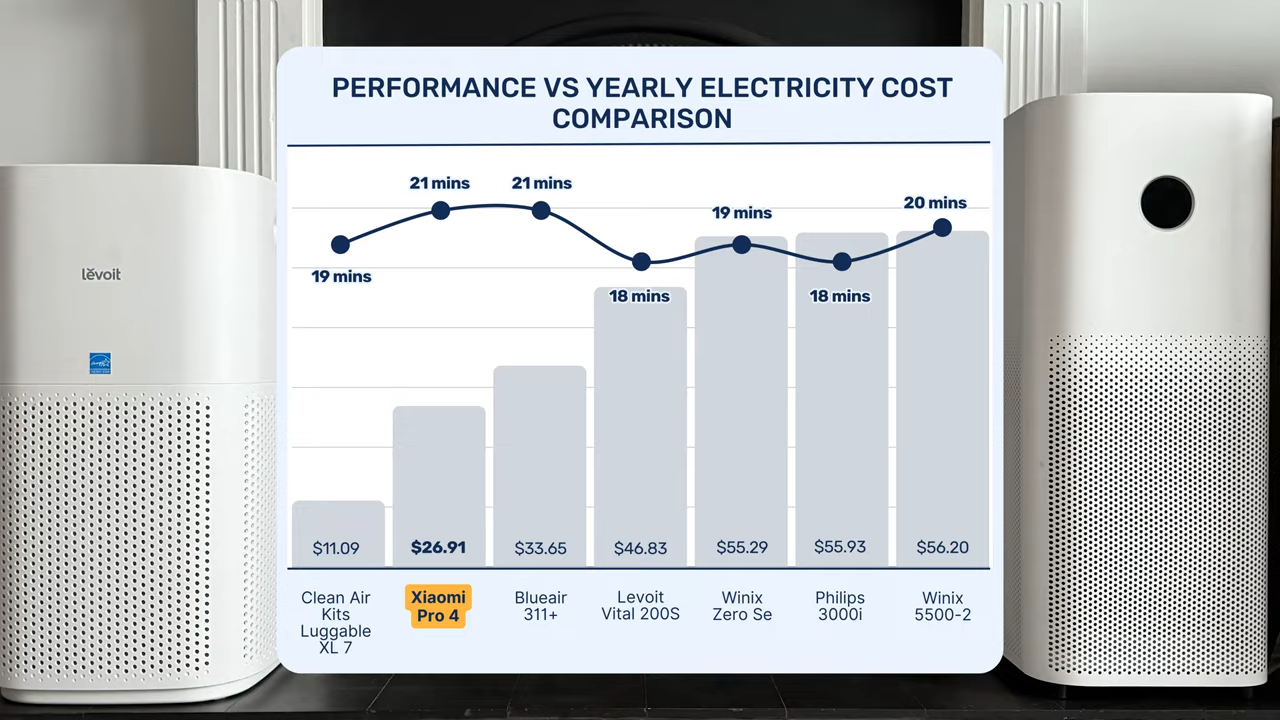 PERFORMANCE VS YEARLY ELECTRICITY COST
COMPARISON
21 mins
21 mins
20 mins
19 mins
19 mins
18 mins
18 mins
levoit
$11.09
$26.91
$33.65
$46.83
$55.29
$55.93
$56.20
Clean Air
Kits
Luggable
XL 7
Xiaomi
Pro 4
Blueair
311+
Levoit
Vital 200S
Winix
Zero Se
Philips
3000i
Winix
5500-2